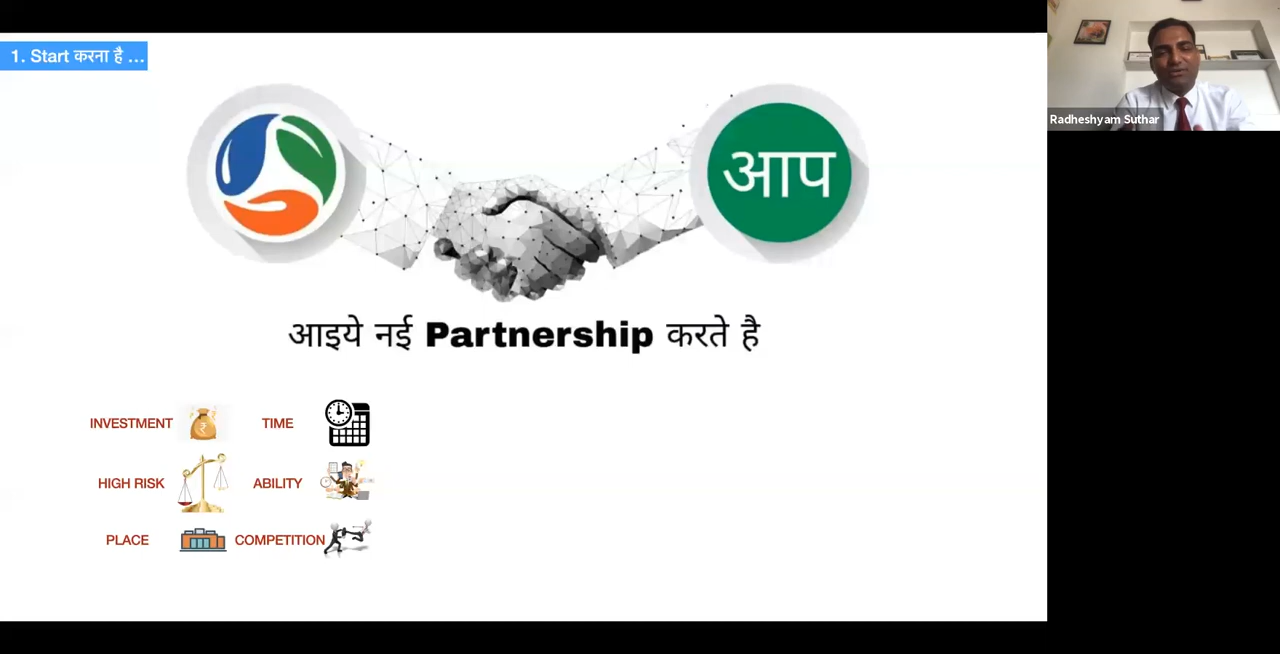 1. Start करना है ...
Radheshyam Suthar
आप
आइये नई Partnership करते है
INVESTMENT TIME
HIGH RISK ABILITY
PLACE COMPETITION